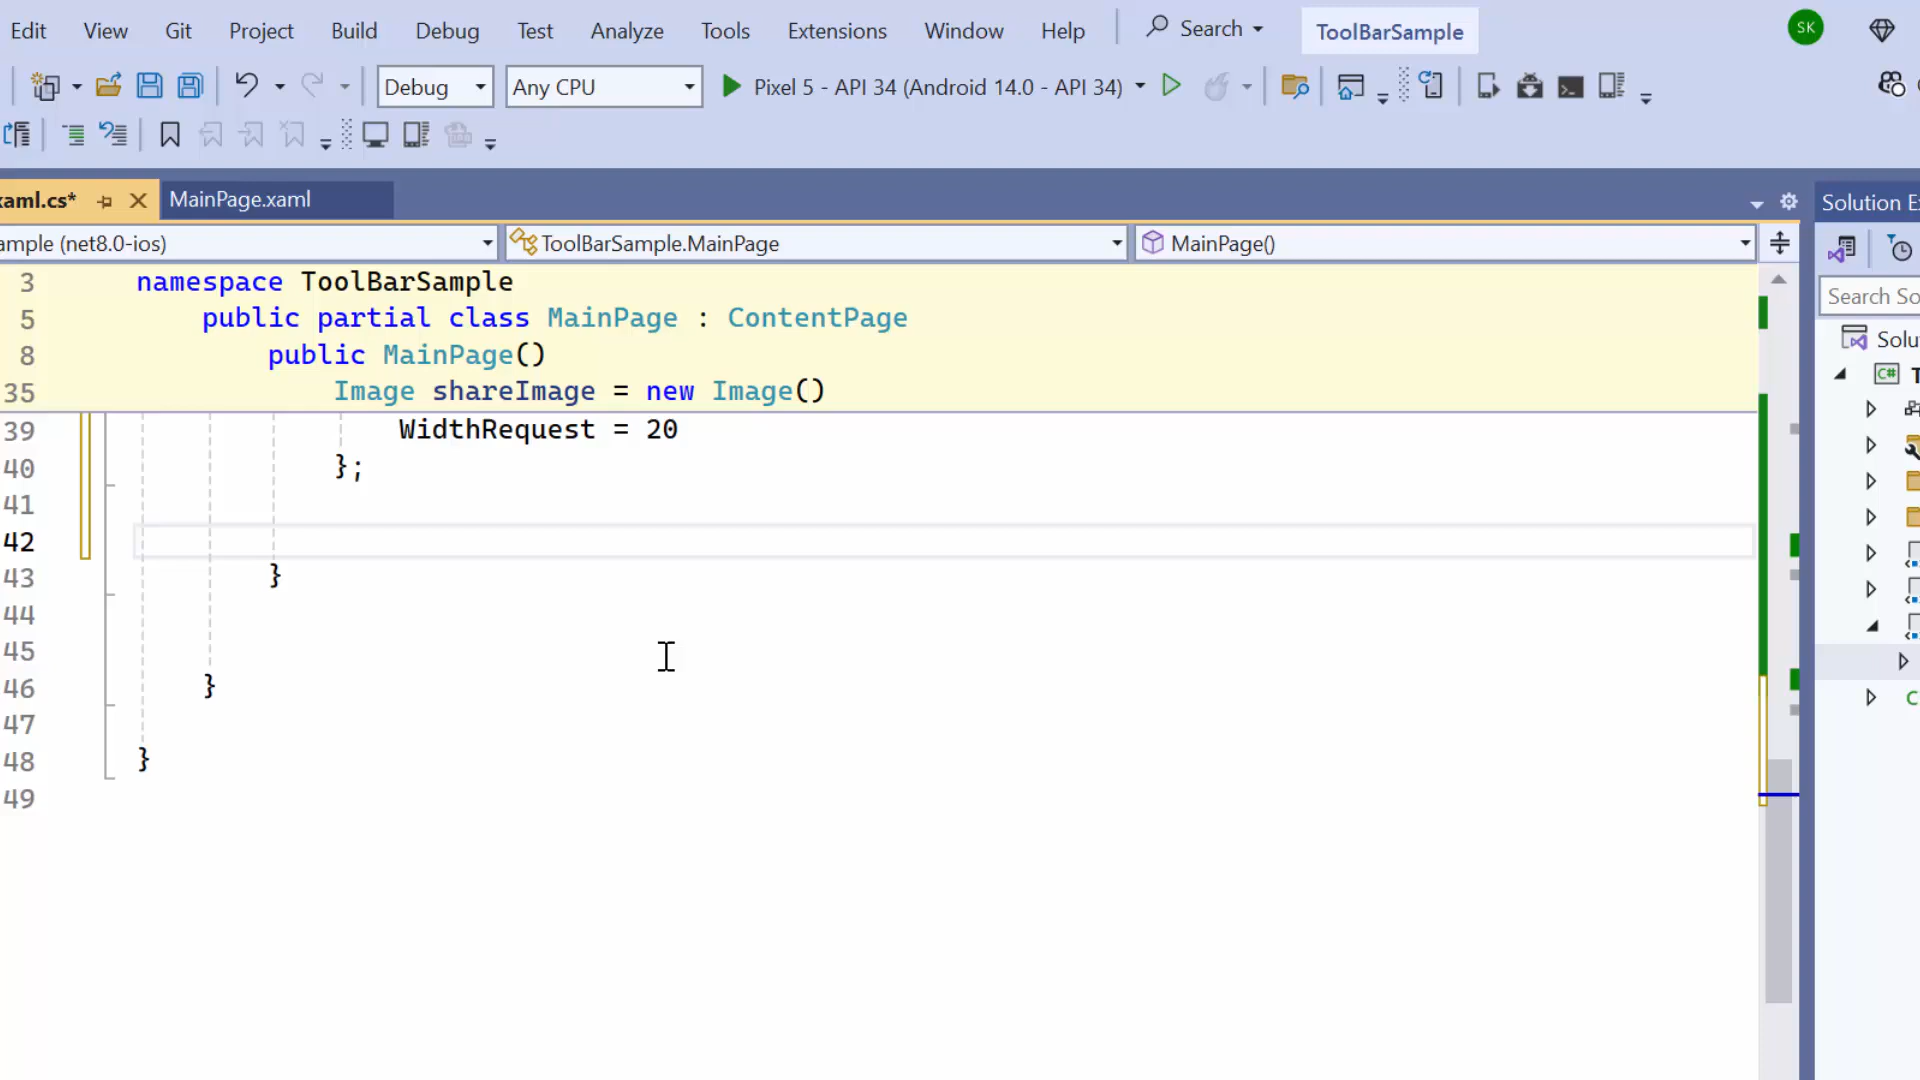 Edit View Git Project Build Debug Test Analyze Tools Extensions Window Help Search ToolBarSample SK
Debug Any CPU Pixel 5 - API 34 (Android 14.0 - API 34)
xaml.cs* MainPage.xaml
Solution Ex
ample (net8.0-ios) ToolBarSample.MainPage MainPage()
Search So
Solu
C# T
3 namespace ToolBarSample
5 public partial class MainPage : ContentPage
8 public MainPage()
35 Image shareImage = new Image()
39 WidthRequest = 20
40 };
41
42
43 }
44
45
46 }
47
48 }
49
C